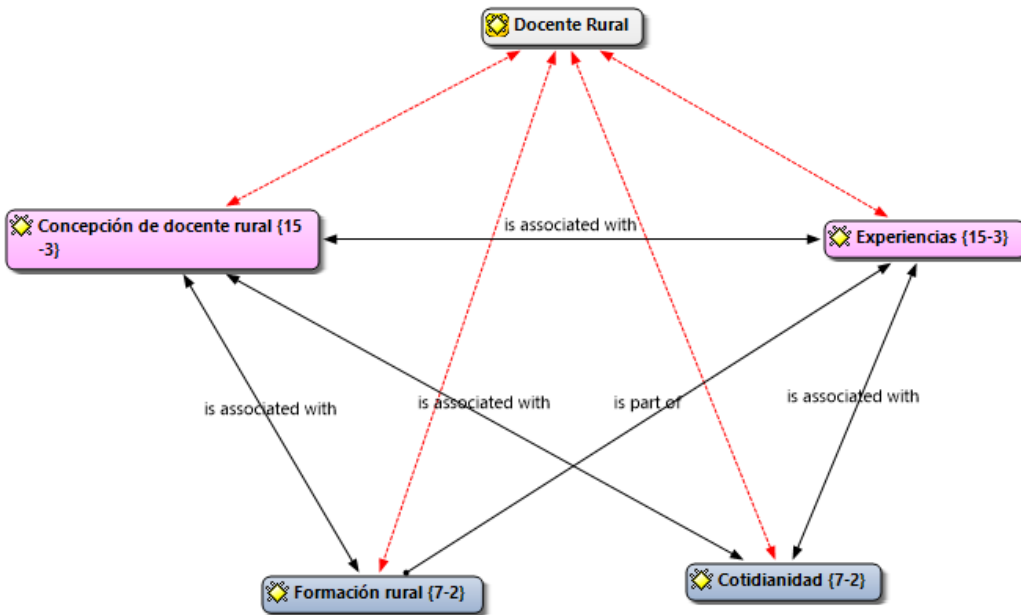 Docente Rural
Concepción de docente rural {15
-3}
is associated with
Experiencias {15-3}
is associated with
is associated with
is part of
is associated with
Formación rural {7-2}
Cotidianidad {7-2}